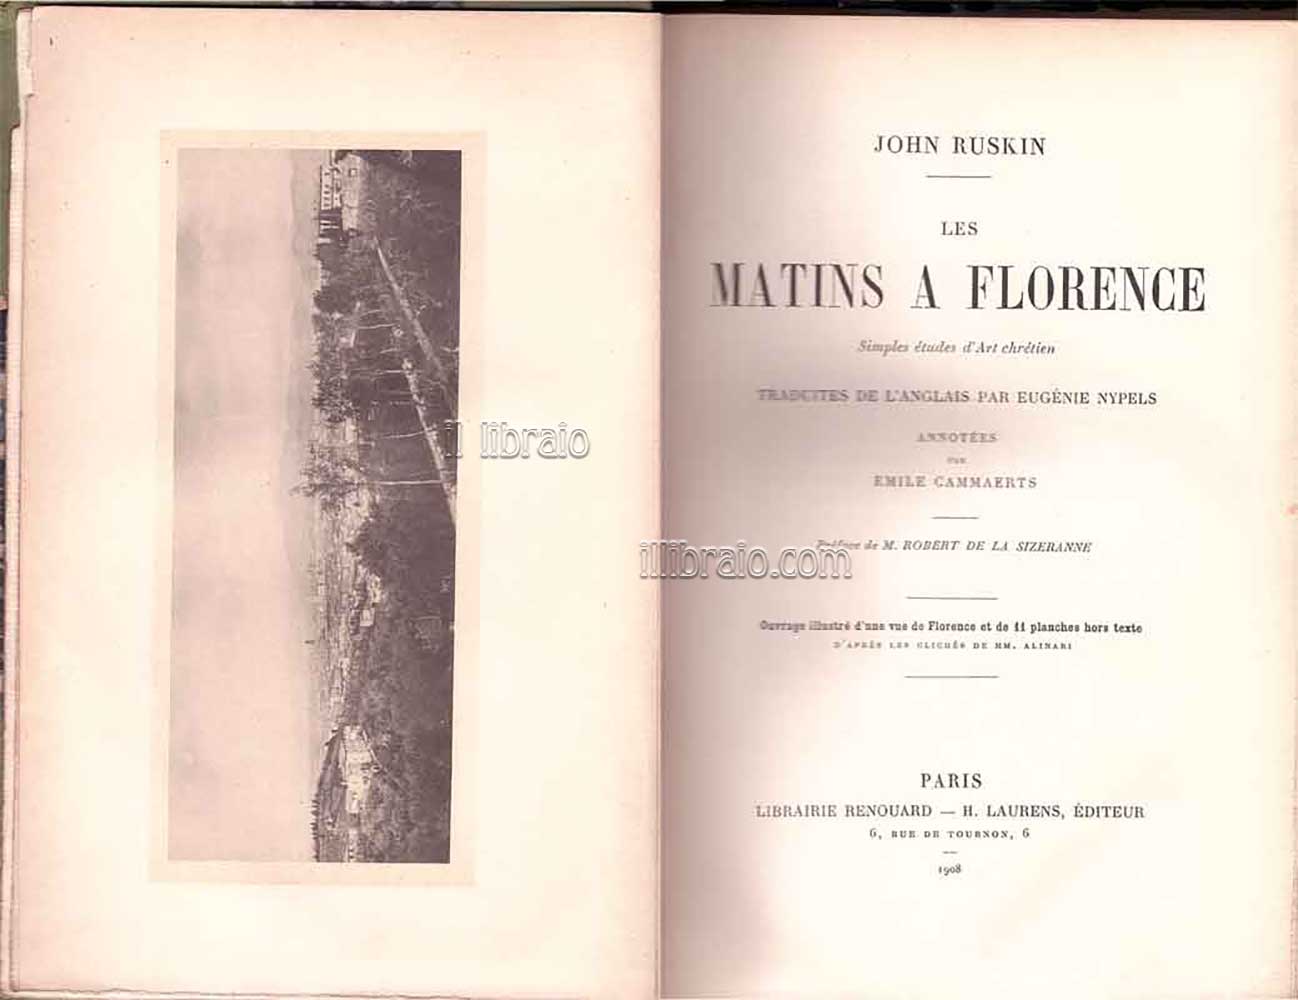 JOHN RUSKIN
LES
MATINS A FLORENCE
Simples études d'Art chrétien
TRADUITES DE L'ANGLAIS PAR EUGÉNIE NYPELS
ANNOTÉES
PAR
EMILE CAMMAERTS
Préface de M. ROBERT DE LA SIZERANNE
Ouvrage illustré d'une vue de Florence et de 11 planches hors texte
D'APRÈS LES CLICHÉS DE MM. ALINARI
PARIS
LIBRAIRIE RENOUARD — H. LAURENS, ÉDITEUR
6, RUE DE TOURNON, 6
1908
il libraio
illibraio.com